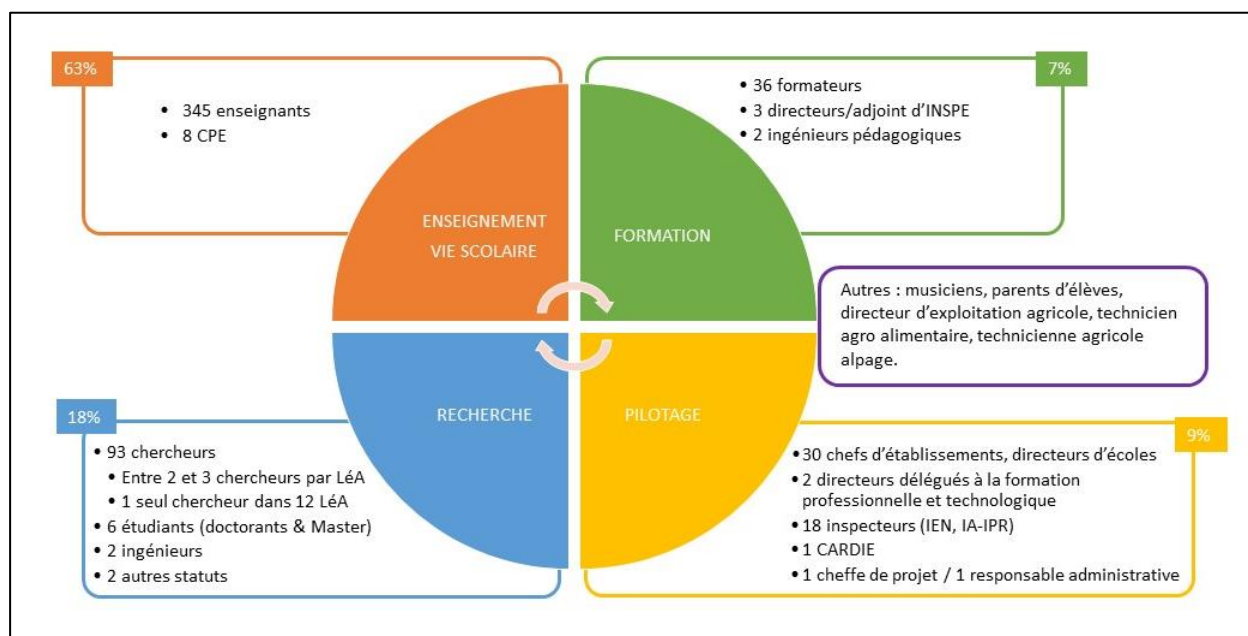 63%
• 345 enseignants
• 8 CPE
ENSEIGNEMENT
VIE SCOLAIRE
7%
• 36 formateurs
• 3 directeurs/adjoint d’INSPE
• 2 ingénieurs pédagogiques
FORMATION
Autres : musiciens, parents d’élèves,
directeur d’exploitation agricole, technicien
agro alimentaire, technicienne agricole
alpage.
18%
• 93 chercheurs
• Entre 2 et 3 chercheurs par LéA
• 1 seul chercheur dans 12 LéA
• 6 étudiants (doctorants & Master)
• 2 ingénieurs
• 2 autres statuts
RECHERCHE
PILOTAGE
9%
• 30 chefs d’établissements, directeurs d’écoles
• 2 directeurs délégués à la formation
professionnelle et technologique
• 18 inspecteurs (IEN, IA-IPR)
• 1 CARDIE
• 1 cheffe de projet / 1 responsable administrative